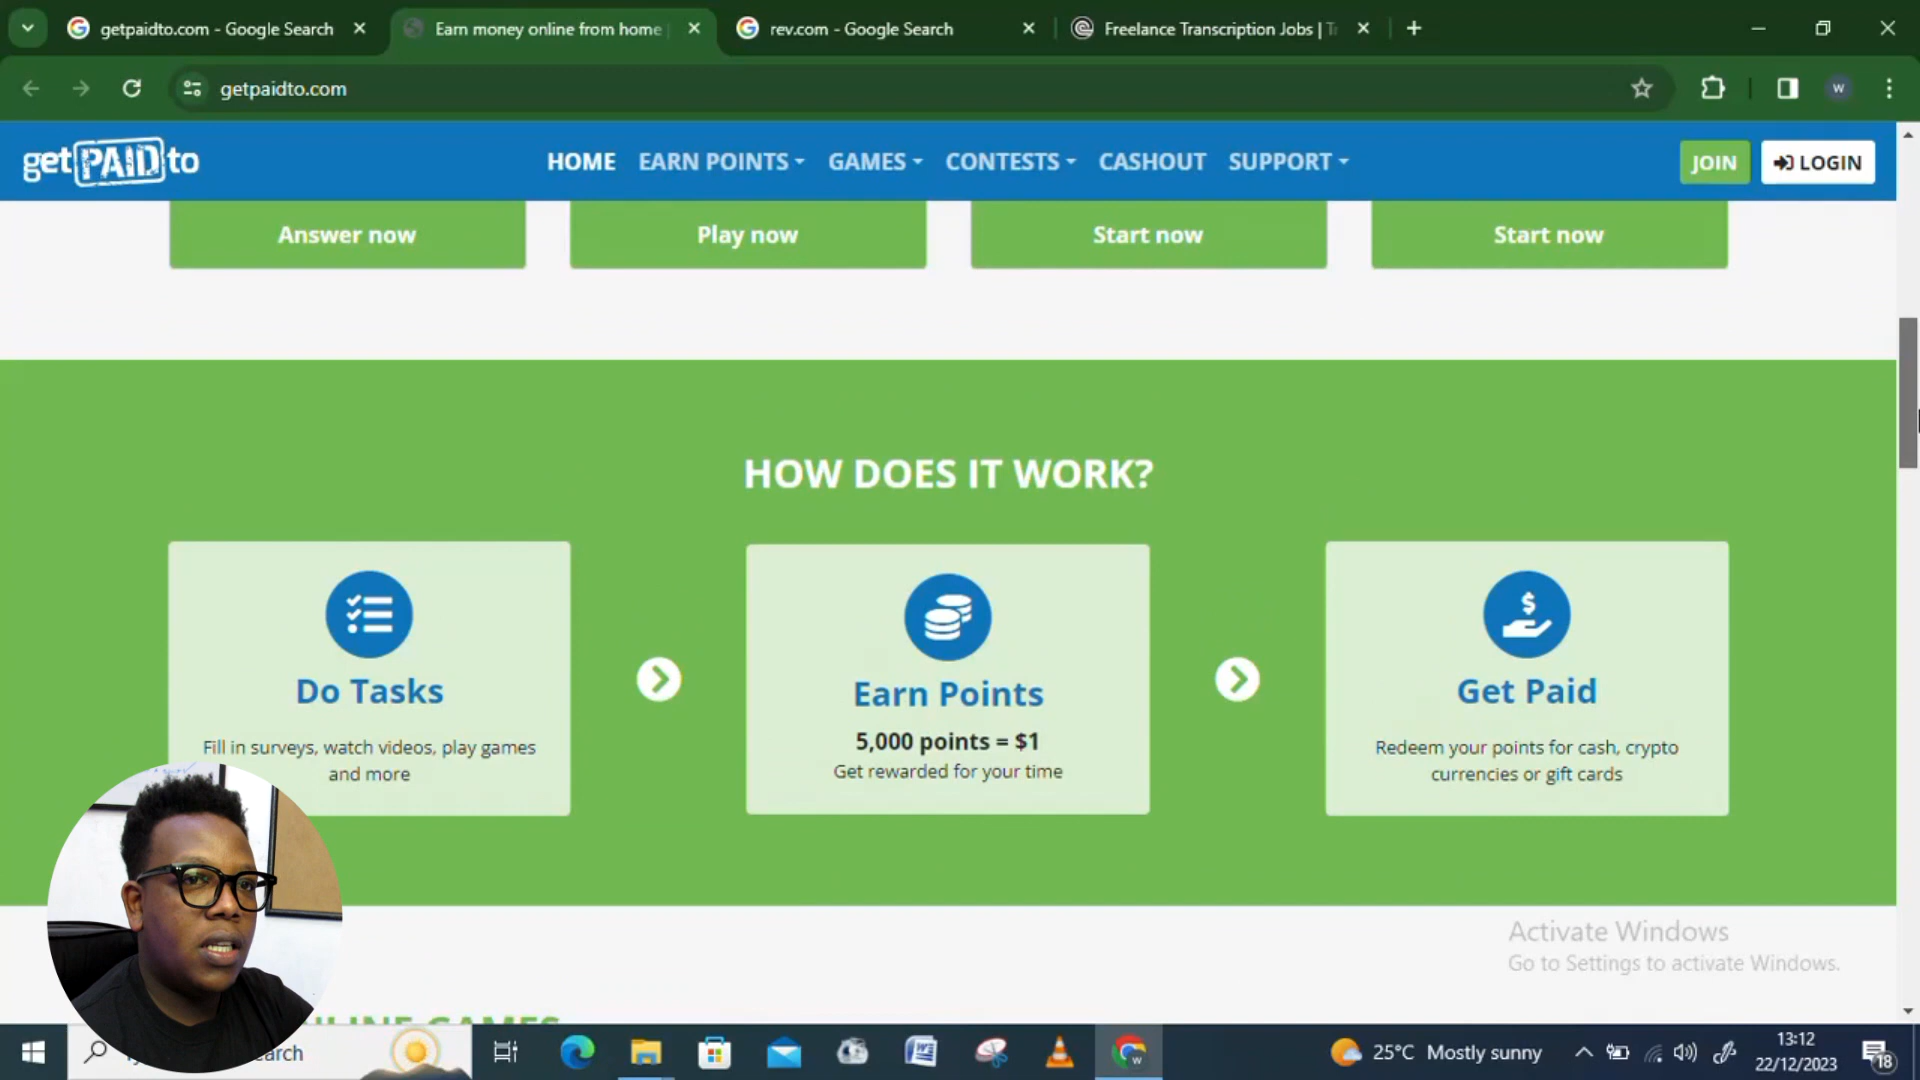 getpaidto.com - Google Search
Earn money online from home
rev.com - Google Search
Freelance Transcription Jobs |
getpaidto.com
W
getPAIDto
HOME
EARN POINTS
GAMES
CONTESTS
CASHOUT
SUPPORT
JOIN
LOGIN
Answer now
Play now
Start now
Start now
HOW DOES IT WORK?
Do Tasks
Fill in surveys, watch videos, play games
and more
Earn Points
5,000 points = $1
Get rewarded for your time
Get Paid
Redeem your points for cash, crypto
currencies or gift cards
Activate Windows
Go to Settings to activate Windows.
25°C Mostly sunny
13:12
22/12/2023
18